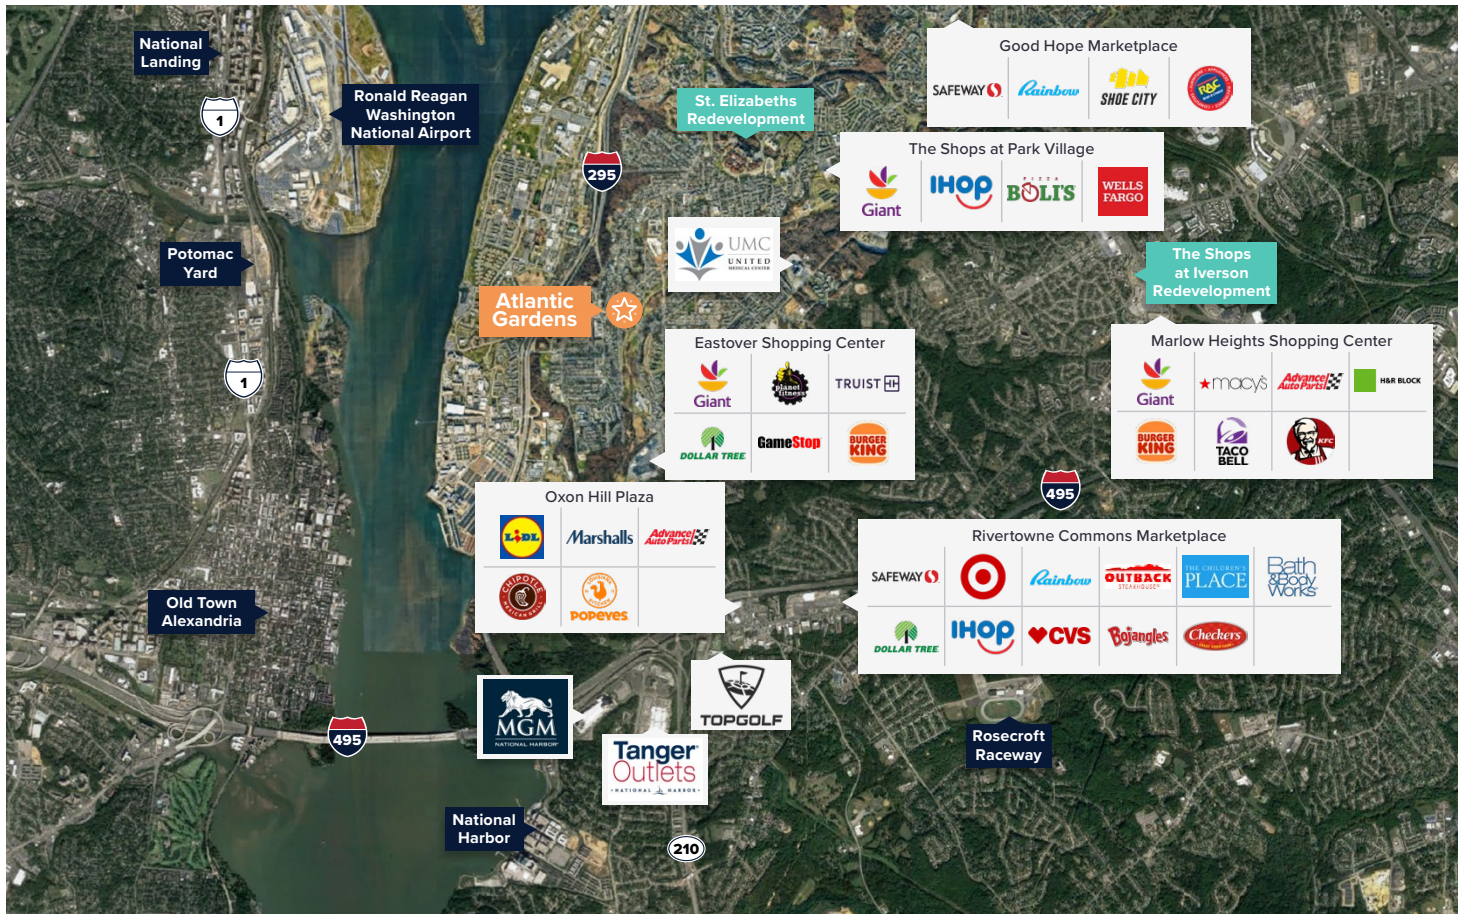 National
Landing
1
Ronald Reagan
Washington
National Airport
295
St. Elizabeths
Redevelopment
Good Hope Marketplace
SAFEWAY
Rainbow
SHOE CITY
RAC
The Shops at Park Village
Giant
IHOP
PIZZA
BOLI'S
WELLS
FARGO
Potomac
Yard
UMC
UNITED
MEDICAL CENTER
The Shops
at Iverson
Redevelopment
Atlantic
Gardens
Eastover Shopping Center
Giant
planet
fitness
TRUIST
DOLLAR TREE
GameStop
BURGER
KING
Marlow Heights Shopping Center
Giant
macy's
Advance
Auto Parts
H&R BLOCK
BURGER
KING
TACO
BELL
KFC
1
495
Oxon Hill Plaza
LIDL
Marshalls
Advance
Auto Parts
CHIPOTLE
MEXICAN GRILL
LOUISIANA
KITCHEN
POPEYES
Rivertowne Commons Marketplace
SAFEWAY
Rainbow
OUTBACK
STEAKHOUSE
THE CHILDREN'S
PLACE
Bath
&Body
Works
DOLLAR TREE
IHOP
CVS
Bojangles
Checkers
Old Town
Alexandria
MGM
NATIONAL HARBOR
TOPGOLF
Tanger
Outlets
NATIONAL HARBOR
Rosecroft
Raceway
495
National
Harbor
210